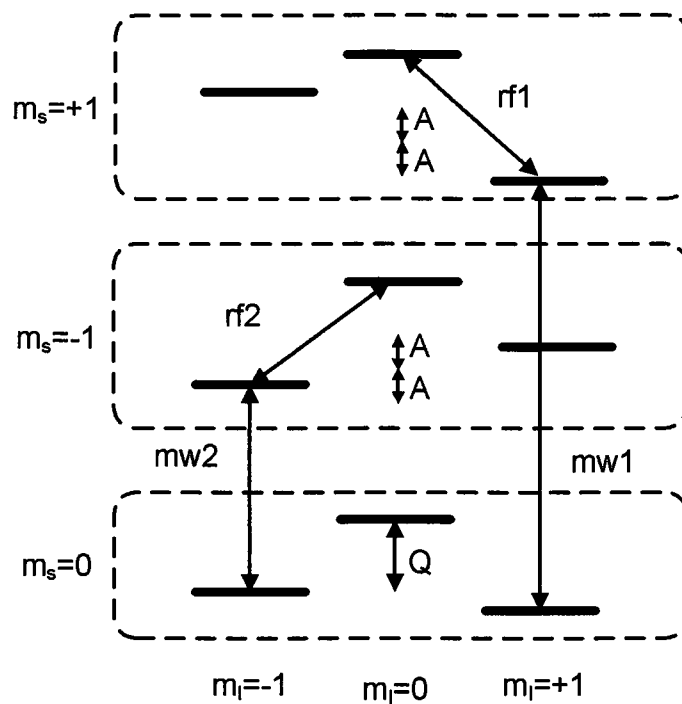 m_s=+1
rf1
A
A
m_s=-1
rf2
A
A
mw2
mw1
m_s=0
Q
m_I=-1
m_I=0
m_I=+1